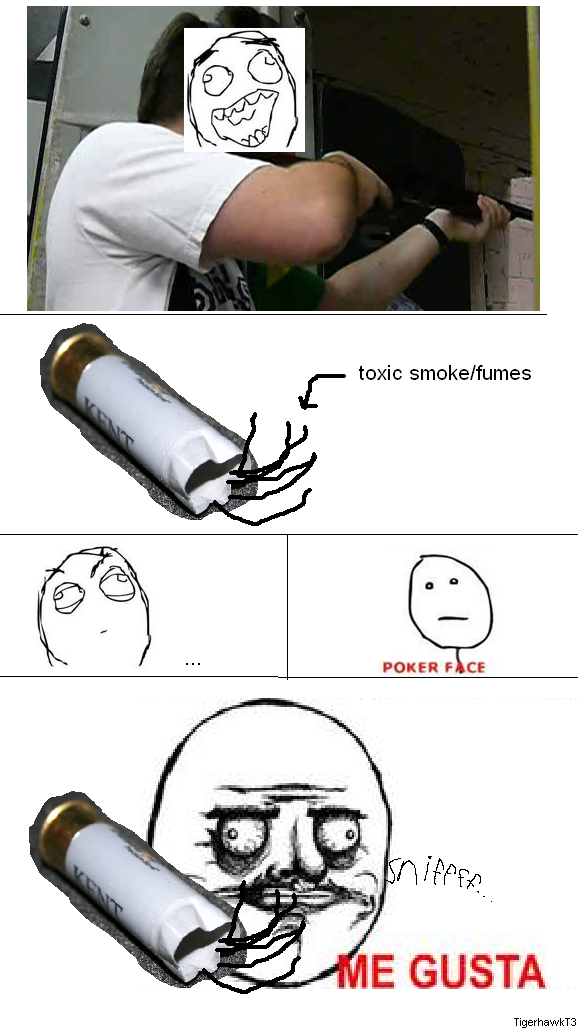 toxic smoke/fumes
KENT
...
POKER FACE
KENT
sniffff...
ME GUSTA
TigerhawkT3